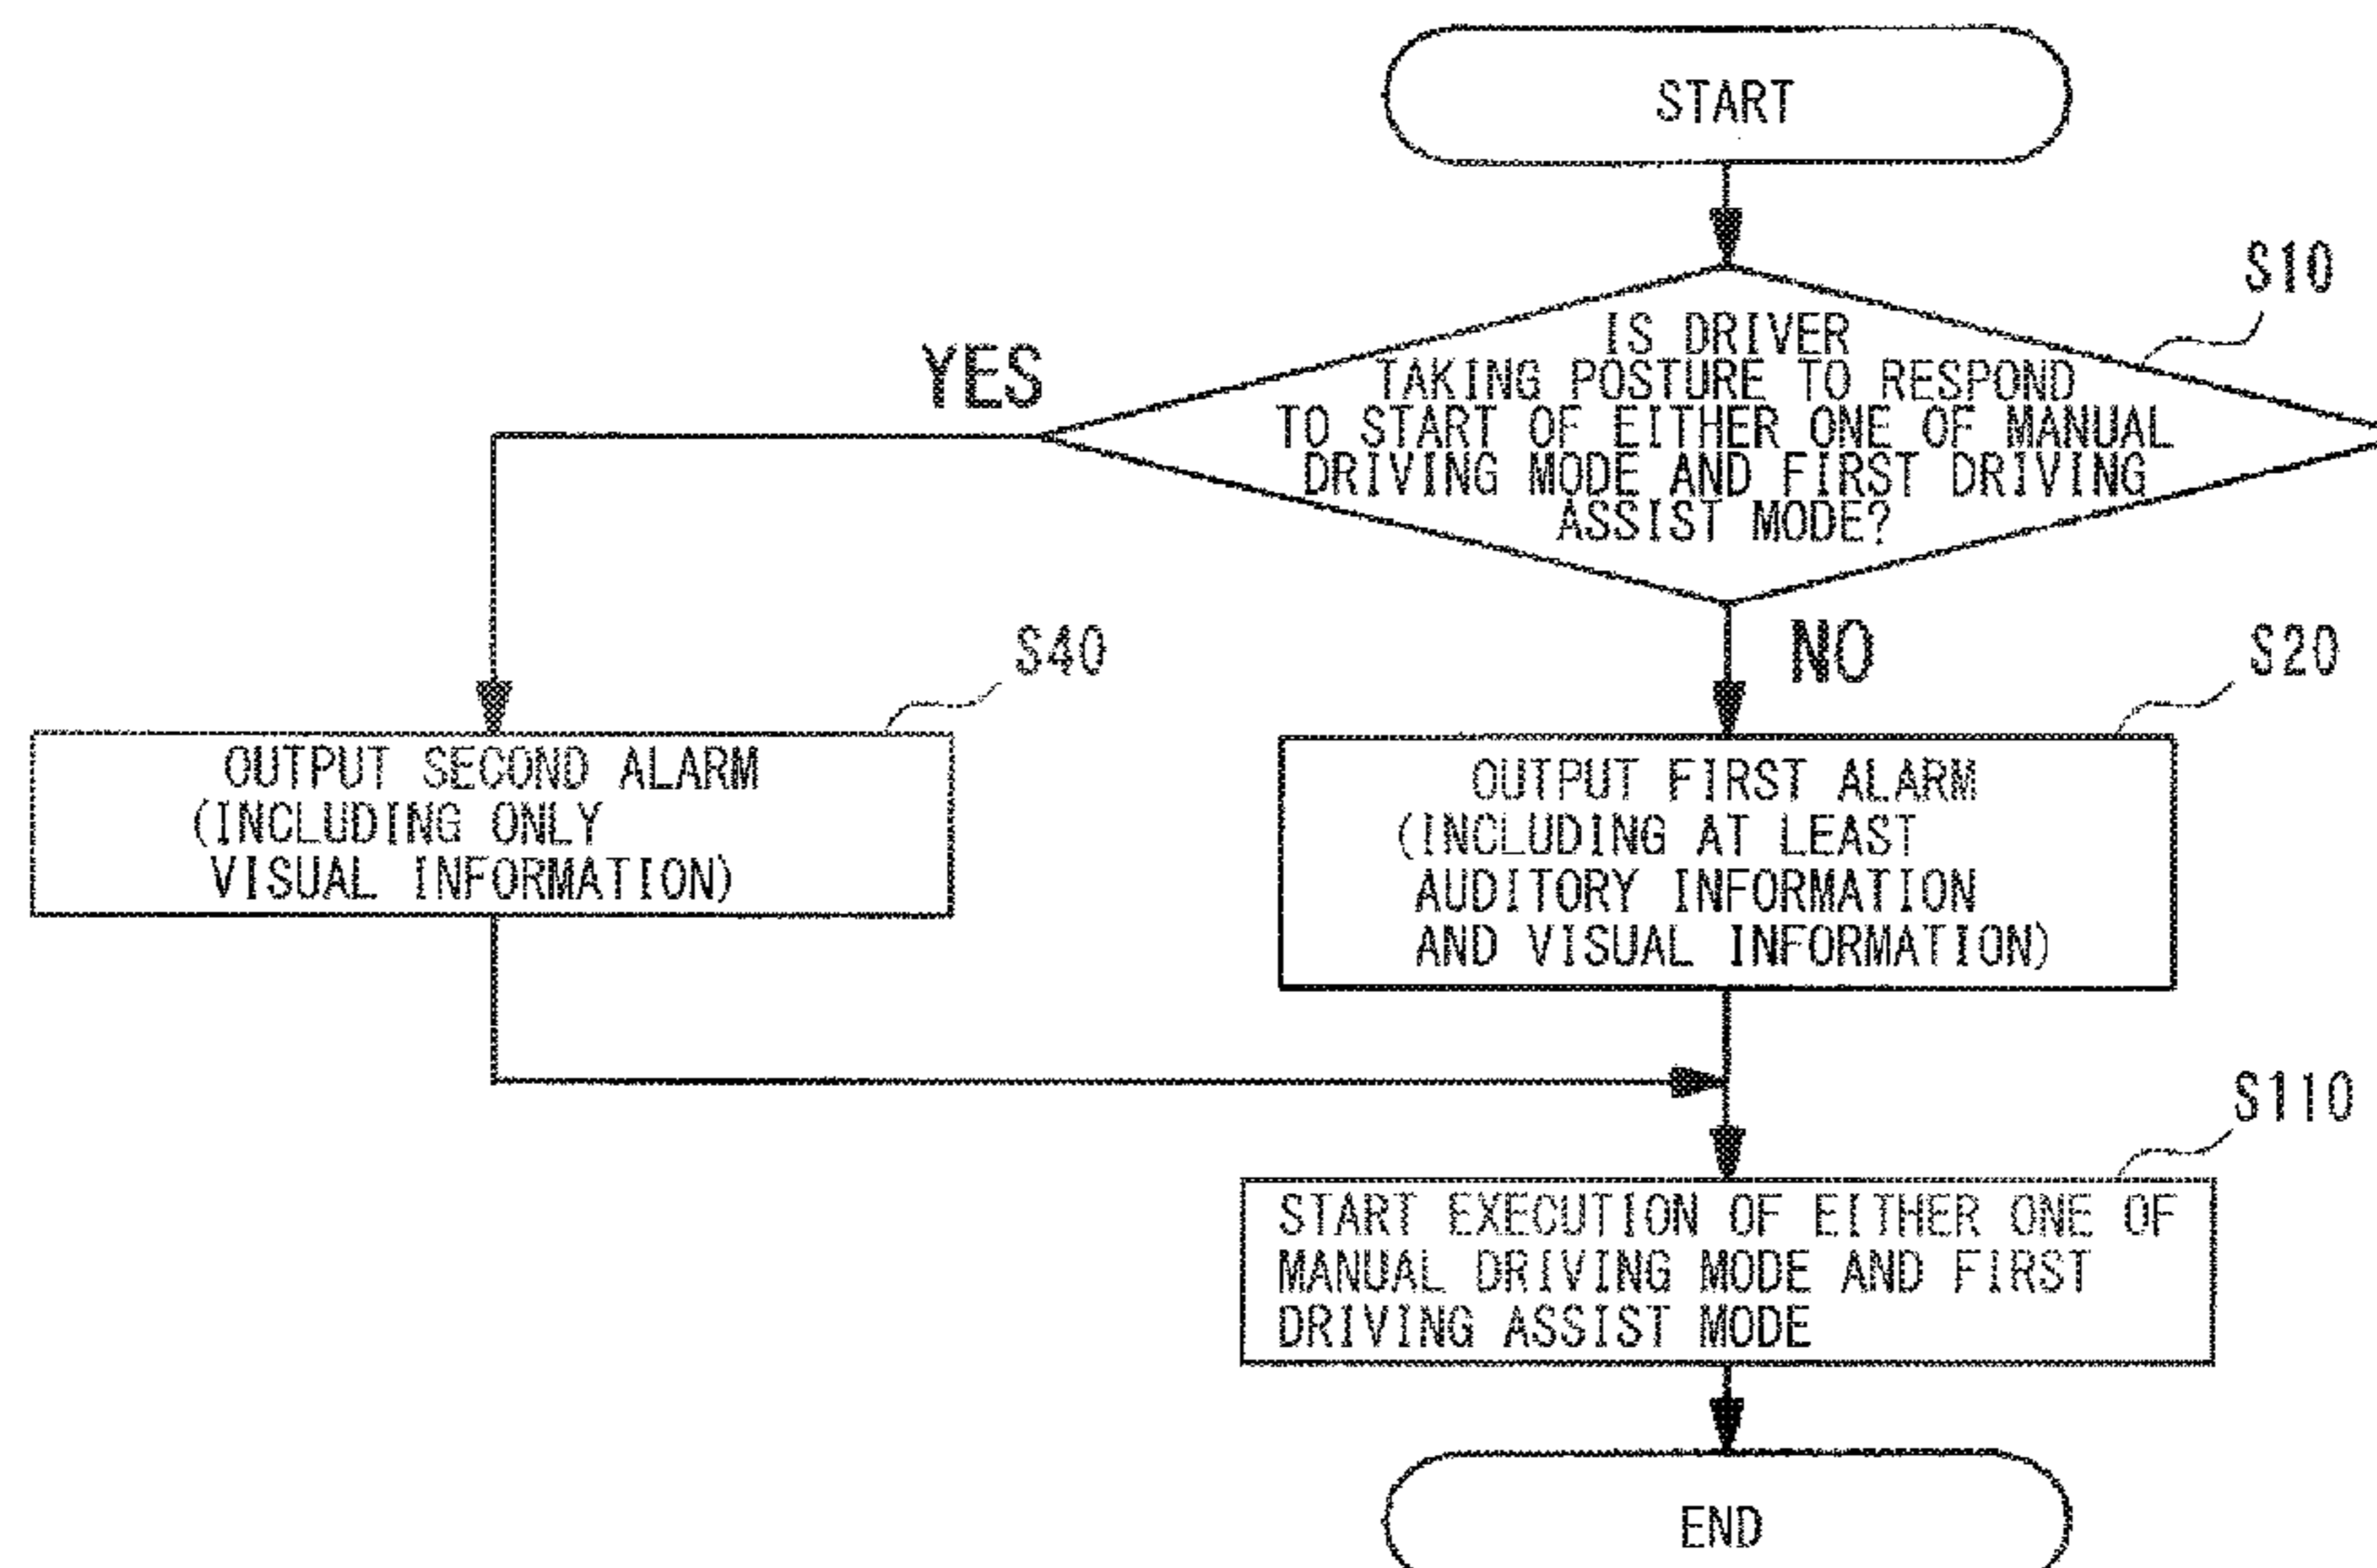 START
S10
IS DRIVER
TAKING POSTURE TO RESPOND
TO START OF EITHER ONE OF MANUAL
DRIVING MODE AND FIRST DRIVING
ASSIST MODE?
YES
NO
S40
OUTPUT SECOND ALARM
(INCLUDING ONLY
VISUAL INFORMATION)
S20
OUTPUT FIRST ALARM
(INCLUDING AT LEAST
AUDITORY INFORMATION
AND VISUAL INFORMATION)
S110
START EXECUTION OF EITHER ONE OF
MANUAL DRIVING MODE AND FIRST
DRIVING ASSIST MODE
END